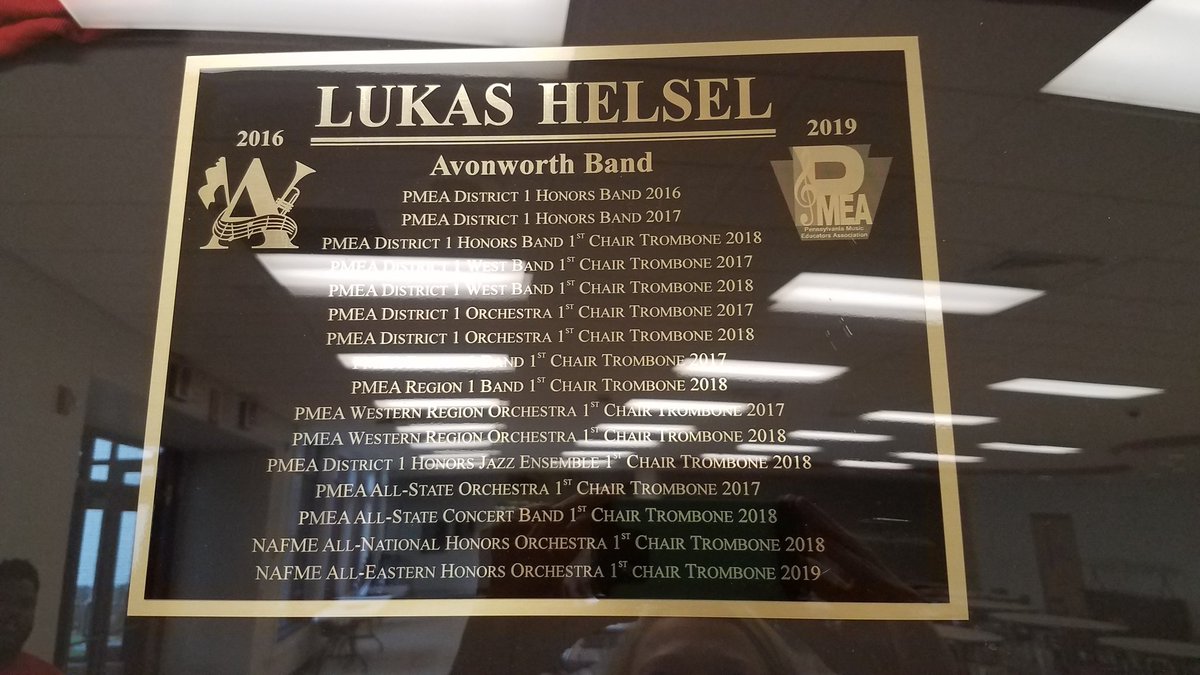 LUKAS HELSEL
2016
2019
Avonworth Band
A
PMEA
Pennsylvania Music
Educators Association
PMEA DISTRICT 1 HONORS BAND 2016
PMEA DISTRICT 1 HONORS BAND 2017
PMEA DISTRICT 1 HONORS BAND 1ST CHAIR TROMBONE 2018
PMEA DISTRICT 1 WEST BAND 1ST CHAIR TROMBONE 2017
PMEA DISTRICT 1 WEST BAND 1ST CHAIR TROMBONE 2018
PMEA DISTRICT 1 ORCHESTRA 1ST CHAIR TROMBONE 2017
PMEA DISTRICT 1 ORCHESTRA 1ST CHAIR TROMBONE 2018
BAND 1ST CHAIR TROMBONE 2017
PMEA REGION 1 BAND 1ST CHAIR TROMBONE 2018
PMEA WESTERN REGION ORCHESTRA 1ST CHAIR TROMBONE 2017
PMEA WESTERN REGION ORCHESTRA 1ST CHAIR TROMBONE 2018
PMEA DISTRICT 1 HONORS JAZZ ENSEMBLE 1ST CHAIR TROMBONE 2018
PMEA ALL-STATE ORCHESTRA 1ST CHAIR TROMBONE 2017
PMEA ALL-STATE CONCERT BAND 1ST CHAIR TROMBONE 2018
NAFME ALL-NATIONAL HONORS ORCHESTRA 1ST CHAIR TROMBONE 2018
NAFME ALL-EASTERN HONORS ORCHESTRA 1ST CHAIR TROMBONE 2019